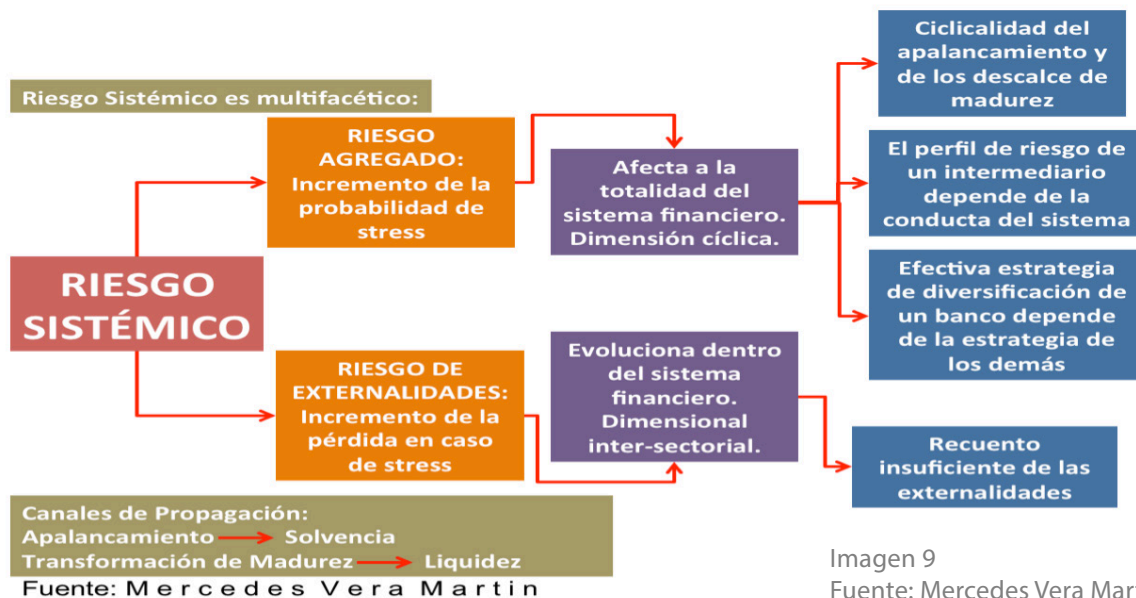 Riesgo Sistémico es multifacético:
RIESGO
SISTÉMICO
RIESGO
AGREGADO:
Incremento de la
probabilidad de
stress
Afecta a la
totalidad del
sistema financiero.
Dimensión cíclica.
Ciclicalidad del
apalancamiento y
de los descalce de
madurez
El perfil de riesgo de
un intermediario
depende de la
conducta del sistema
Efectiva estrategia
de diversificación de
un banco depende
de la estrategia de
los demás
RIESGO DE
EXTERNALIDADES:
Incremento de la
pérdida en caso
de stress
Evoluciona dentro
del sistema
financiero.
Dimensional
inter-sectorial.
Recuento
insuficiente de las
externalidades
Canales de Propagación:
Apalancamiento → Solvencia
Transformación de Madurez → Liquidez
Fuente: Mercedes Vera Martin
Imagen 9
Fuente: Mercedes Vera Mart